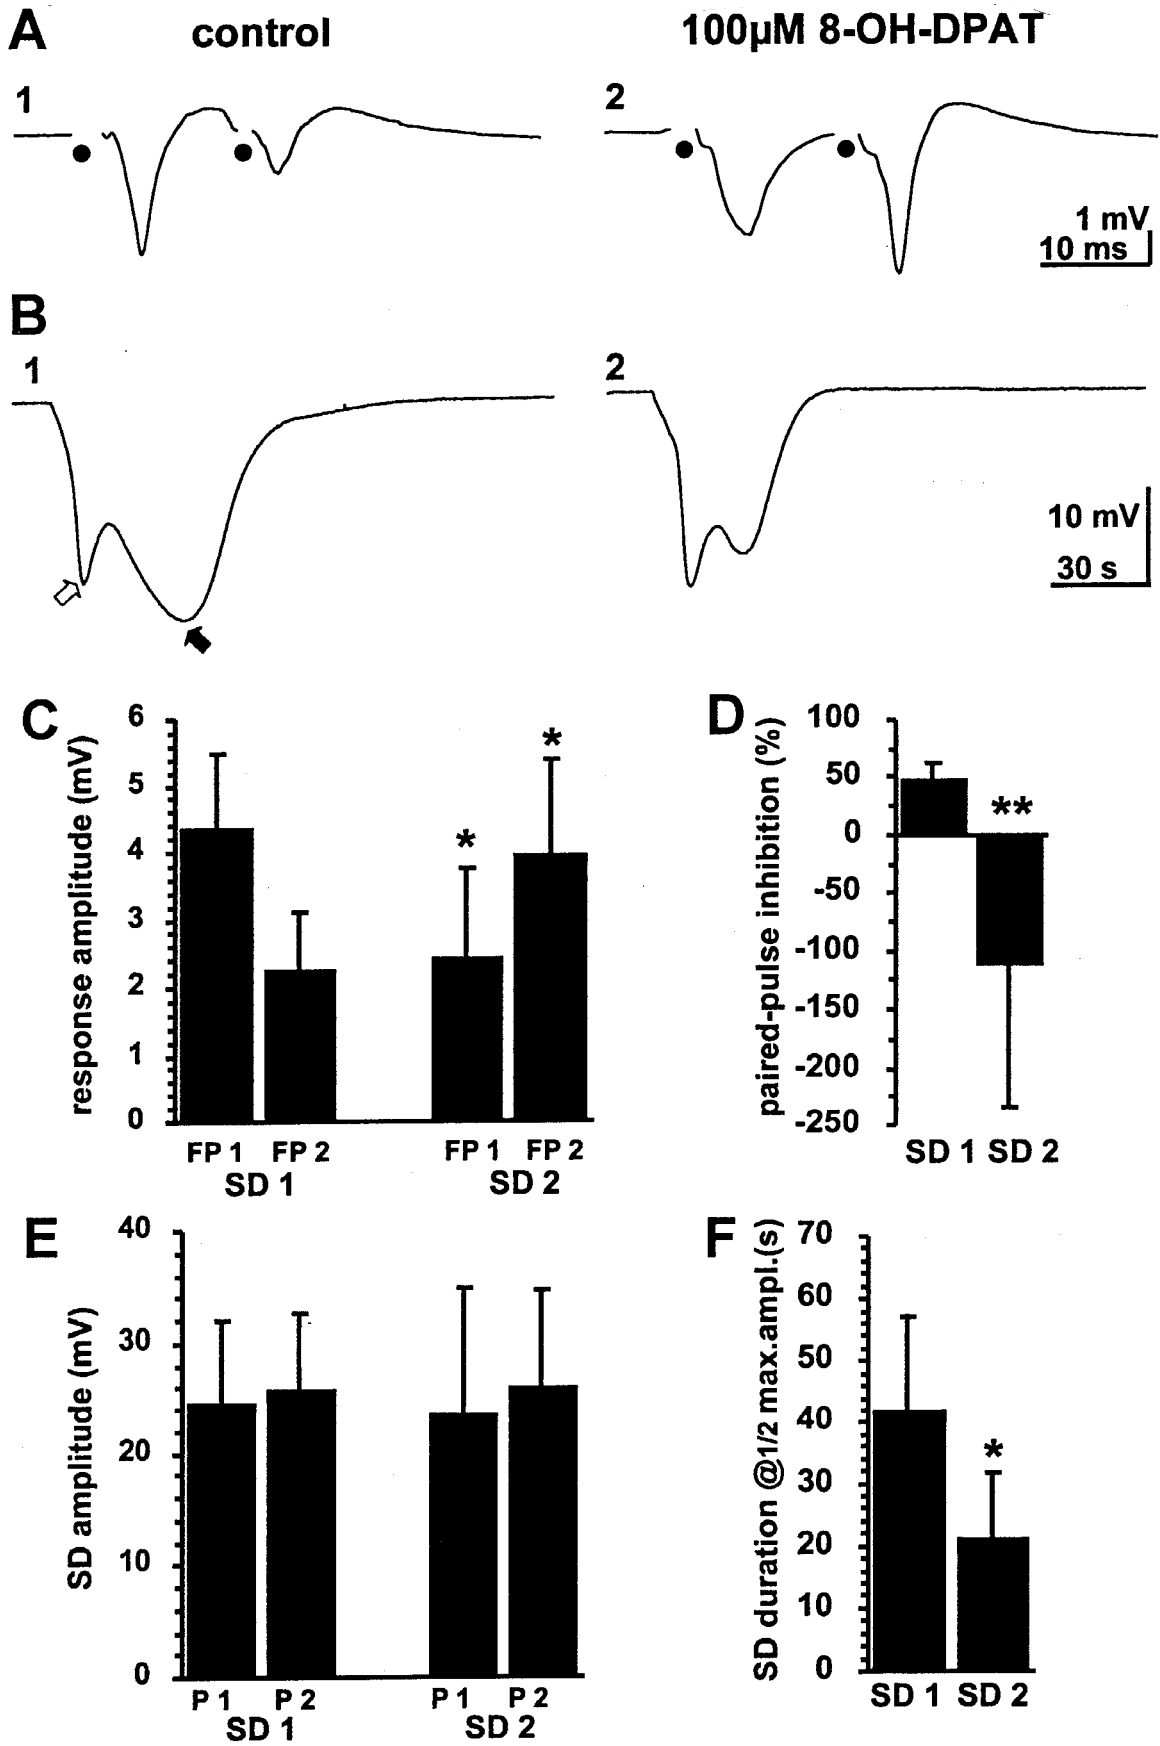 A control 100µM 8-OH-DPAT
1 2
1 mV
10 ms
B
1 2
10 mV
30 s
C
response amplitude (mV)
6
5
4
3
2
1
0
* *
FP 1 FP 2 FP 1 FP 2
SD 1 SD 2
D
paired-pulse inhibition (%)
100
50
0
-50
-100
-150
-200
-250
**
SD 1 SD 2
E
SD amplitude (mV)
40
30
20
10
0
P 1 P 2 P 1 P 2
SD 1 SD 2
F
SD duration @1/2 max.ampl.(s)
70
60
50
40
30
20
10
0
*
SD 1 SD 2